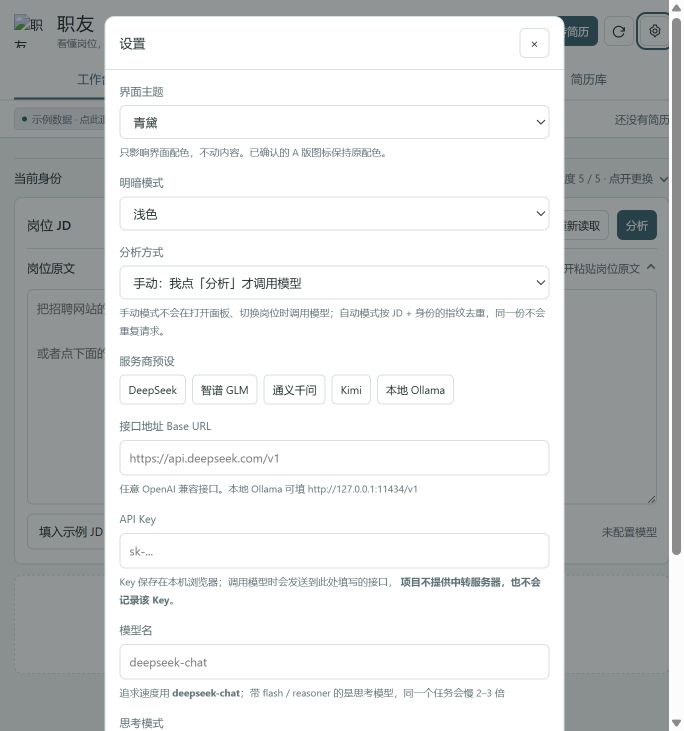 职友
职友
看懂岗位，
简历
工作台
简历库
示例数据 · 点此
还没有简历
当前身份
度 5 / 5 · 点开更换
岗位 JD
重新读取
分析
岗位原文
开粘贴岗位原文
把招聘网站的
或者点下面的
填入示例 JD
未配置模型
设置
×
界面主题
青黛
只影响界面配色，不动内容。已确认的 A 版图标保持原配色。
明暗模式
浅色
分析方式
手动：我点「分析」才调用模型
手动模式不会在打开面板、切换岗位时调用模型；自动模式按 JD + 身份的指纹去重，同一份不会
重复请求。
服务商预设
DeepSeek
智谱 GLM
通义千问
Kimi
本地 Ollama
接口地址 Base URL
https://api.deepseek.com/v1
任意 OpenAI 兼容接口。本地 Ollama 可填 http://127.0.0.1:11434/v1
API Key
sk-...
Key 保存在本机浏览器；调用模型时会发送到此处填写的接口， 项目不提供中转服务器，也不会
记录该 Key。
模型名
deepseek-chat
追求速度用 deepseek-chat；带 flash / reasoner 的是思考模型，同一个任务会慢 2–3 倍
思考模式